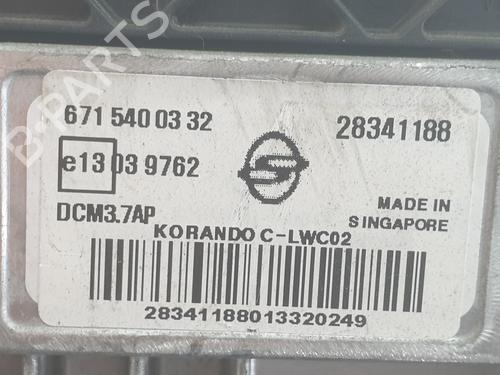 B-PARTS
671 540 03 32
28341188
e13 03 9762
DCM3.7AP
MADE IN
SINGAPORE
KORANDO C-LWC02
28341188013320249